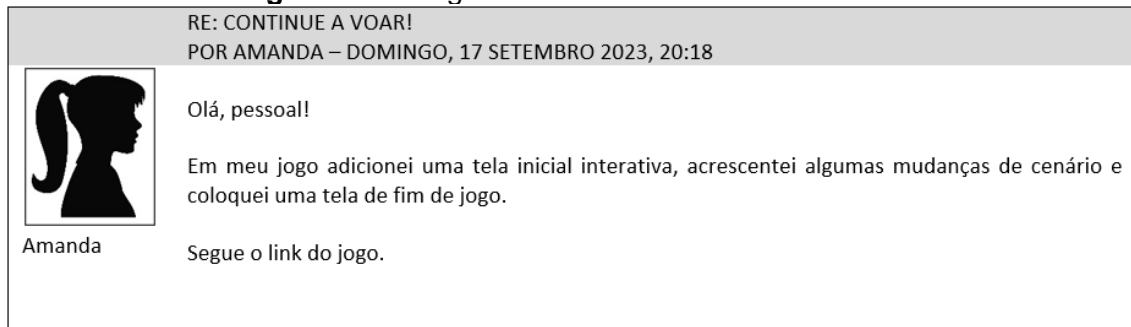 RE: CONTINUE A VOAR!
POR AMANDA – DOMINGO, 17 SETEMBRO 2023, 20:18
Olá, pessoal!
Em meu jogo adicionei uma tela inicial interativa, acrescentei algumas mudanças de cenário e
coloquei uma tela de fim de jogo.
Amanda
Segue o link do jogo.